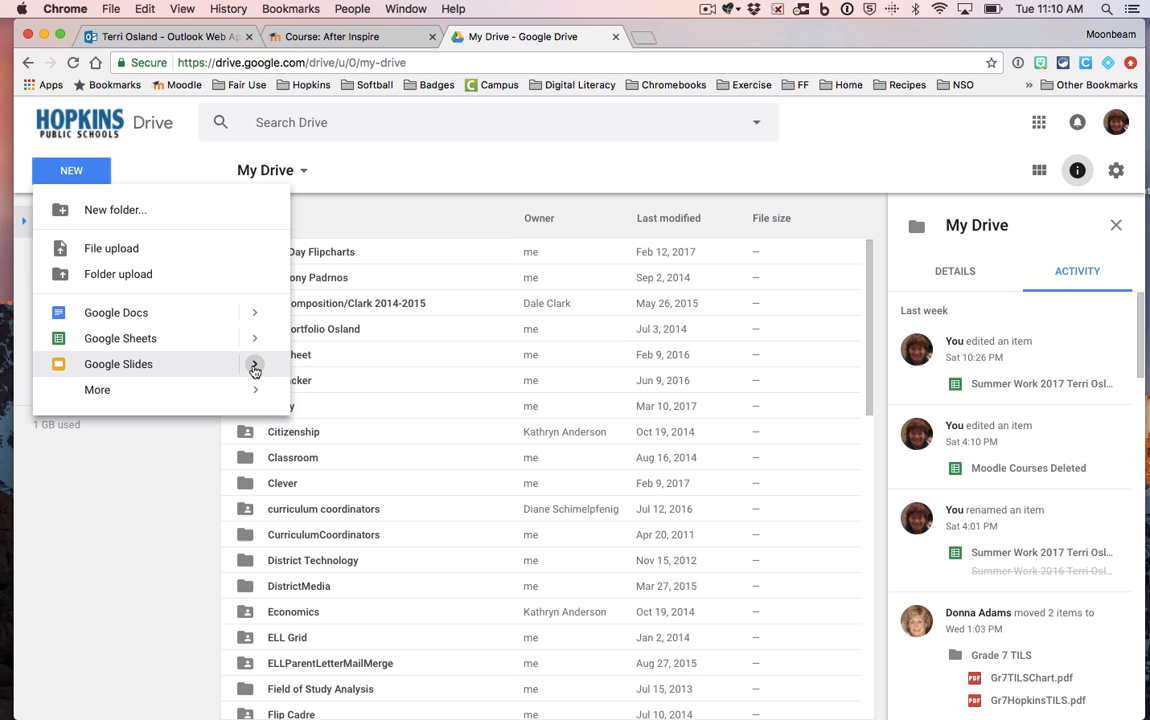 Chrome File Edit View History Bookmarks People Window Help Tue 11:10 AM
Terri Osland - Outlook Web Ap Course: After Inspire My Drive - Google Drive Moonbeam
Secure https://drive.google.com/drive/u/0/my-drive
Apps Bookmarks Moodle Fair Use Hopkins Softball Badges Campus Digital Literacy Chromebooks Exercise FF Home Recipes NSO » Other Bookmarks
HOPKINS
PUBLIC SCHOOLS
Drive
Search Drive
NEW
My Drive
New folder...
File upload
Folder upload
Google Docs
Google Sheets
Google Slides
More
1 GB used
Owner Last modified File size
Day Flipcharts me Feb 12, 2017 –
ony Padrnos me Sep 2, 2014 –
omposition/Clark 2014-2015 Dale Clark May 26, 2015 –
ortfolio Osland me Jul 3, 2014 –
heet me Feb 9, 2016 –
cker me Jun 9, 2016 –
y me Mar 10, 2017 –
Citizenship Kathryn Anderson Oct 19, 2014 –
Classroom me Aug 16, 2014 –
Clever me Feb 9, 2017 –
curriculum coordinators Diane Schimelpfenig Jul 12, 2016 –
CurriculumCoordinators me Apr 20, 2011 –
District Technology me Nov 15, 2012 –
DistrictMedia me Mar 27, 2015 –
Economics Kathryn Anderson Oct 19, 2014 –
ELL Grid me Jan 2, 2014 –
ELLParentLetterMailMerge me Aug 27, 2015 –
Field of Study Analysis me Jul 15, 2013 –
Flip Cadre me Jul 10, 2014 –
My Drive
DETAILS ACTIVITY
Last week
You edited an item
Sat 10:26 PM
Summer Work 2017 Terri Osl...
You edited an item
Sat 4:10 PM
Moodle Courses Deleted
You renamed an item
Sat 4:01 PM
Summer Work 2017 Terri Osl...
Summer Work 2016 Terri Osl...
Donna Adams moved 2 items to
Wed 1:03 PM
Grade 7 TILS
PDF Gr7TILSChart.pdf
PDF Gr7HopkinsTILS.pdf